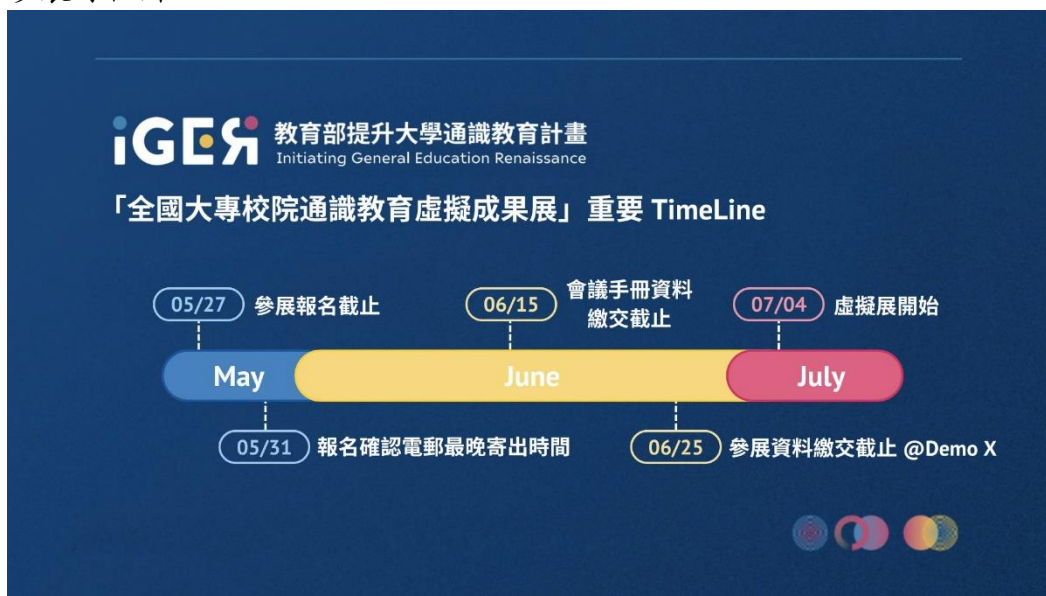 iGER 教育部提升大學通識教育計畫
Initiating General Education Renaissance
「全國大專校院通識教育虛擬成果展」重要 TimeLine
05/27 參展報名截止
06/15 會議手冊資料
繳交截止
07/04 虛擬展開始
May
June
July
05/31 報名確認電郵最晚寄出時間
06/25 參展資料繳交截止 @Demo X